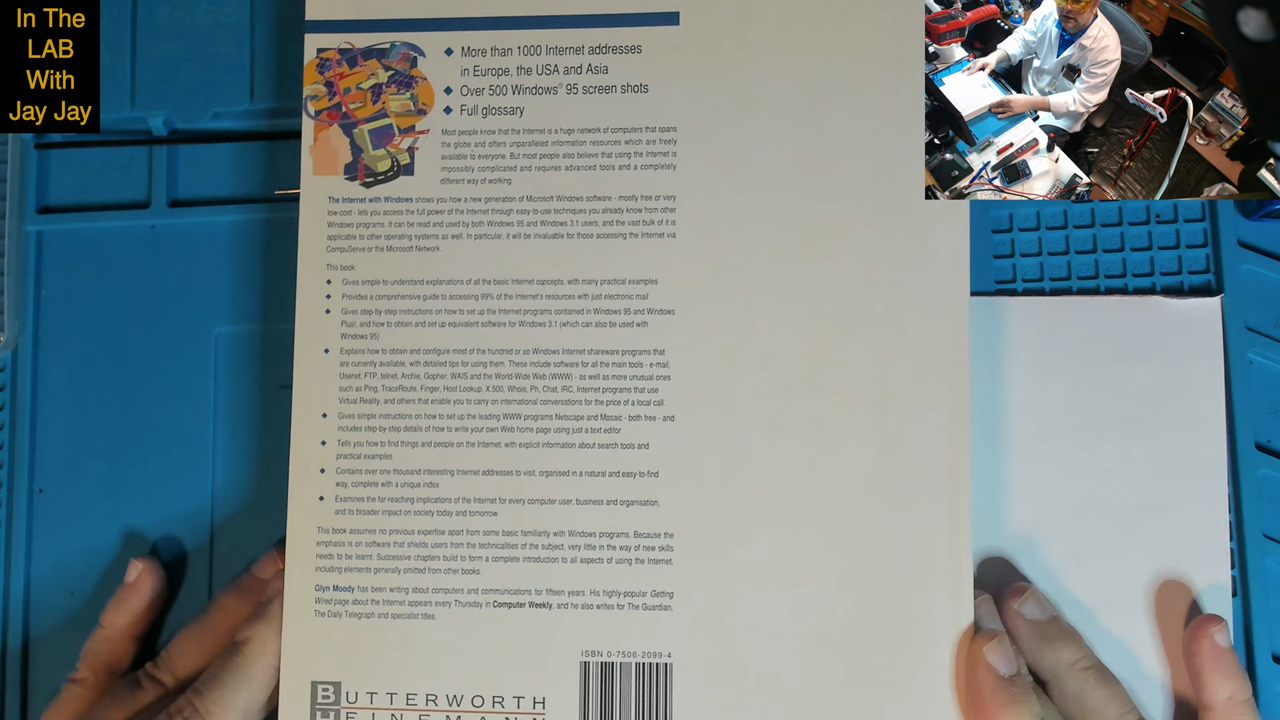 In The
LAB
With
Jay Jay
More than 1000 Internet addresses
in Europe, the USA and Asia
Over 500 Windows® 95 screen shots
Full glossary
Most people know that the Internet is a huge network of computers that spans
the globe and offers unparalleled information resources which are freely
available to everyone. But most people also believe that using the Internet is
impossibly complicated and requires advanced tools and a completely
different way of working.
The Internet with Windows shows you how a new generation of Microsoft Windows software - mostly free or very
low-cost - lets you access the full power of the Internet through easy-to-use techniques you already know from other
Windows programs. It can be read and used by both Windows 95 and Windows 3.1 users, and the vast bulk of it is
applicable to other operating systems as well. In particular, it will be invaluable for those accessing the Internet via
CompuServe or the Microsoft Network.
This book:
Gives simple-to-understand explanations of all the basic Internet concepts, with many practical examples
Provides a comprehensive guide to accessing 99% of the Internet's resources with just electronic mail
Gives step-by-step instructions on how to set up the Internet programs contained in Windows 95 and Windows
Plus!, and how to obtain and set up equivalent software for Windows 3.1 (which can also be used with
Windows 95)
Explains how to obtain and configure most of the hundred or so Windows Internet shareware programs that
are currently available, with detailed tips for using them. These include software for all the main tools - e-mail,
Usenet, FTP, telnet, Archie, Gopher, WAIS and the World-Wide Web (WWW) - as well as more unusual ones
such as Ping, TraceRoute, Finger, Host Lookup, X.500, Whois, Ph, Chat, IRC, Internet programs that use
Virtual Reality, and others that enable you to carry on international conversations for the price of a local call.
Gives simple instructions on how to set up the leading WWW programs Netscape and Mosaic - both free - and
includes step-by-step details of how to write your own Web home page using just a text editor
Tells you how to find things and people on the Internet, with explicit information about search tools and
practical examples
Contains over one thousand interesting Internet addresses to visit, organised in a natural and easy-to-find
way, complete with a unique index
Examines the far-reaching implications of the Internet for every computer user, business and organisation,
and its broader impact on society today and tomorrow
This book assumes no previous expertise apart from some basic familiarity with Windows programs. Because the
emphasis is on software that shields users from the technicalities of the subject, very little in the way of new skills
needs to be learnt. Successive chapters build to form a complete introduction to all aspects of using the Internet,
including elements generally omitted from other books.
Glyn Moody has been writing about computers and communications for fifteen years. His highly-popular Getting
Wired page about the Internet appears every Thursday in Computer Weekly, and he also writes for The Guardian,
The Daily Telegraph and specialist titles.
ISBN 0-7506-2099-4
B BUTTERWORTH
H HEINEMANN